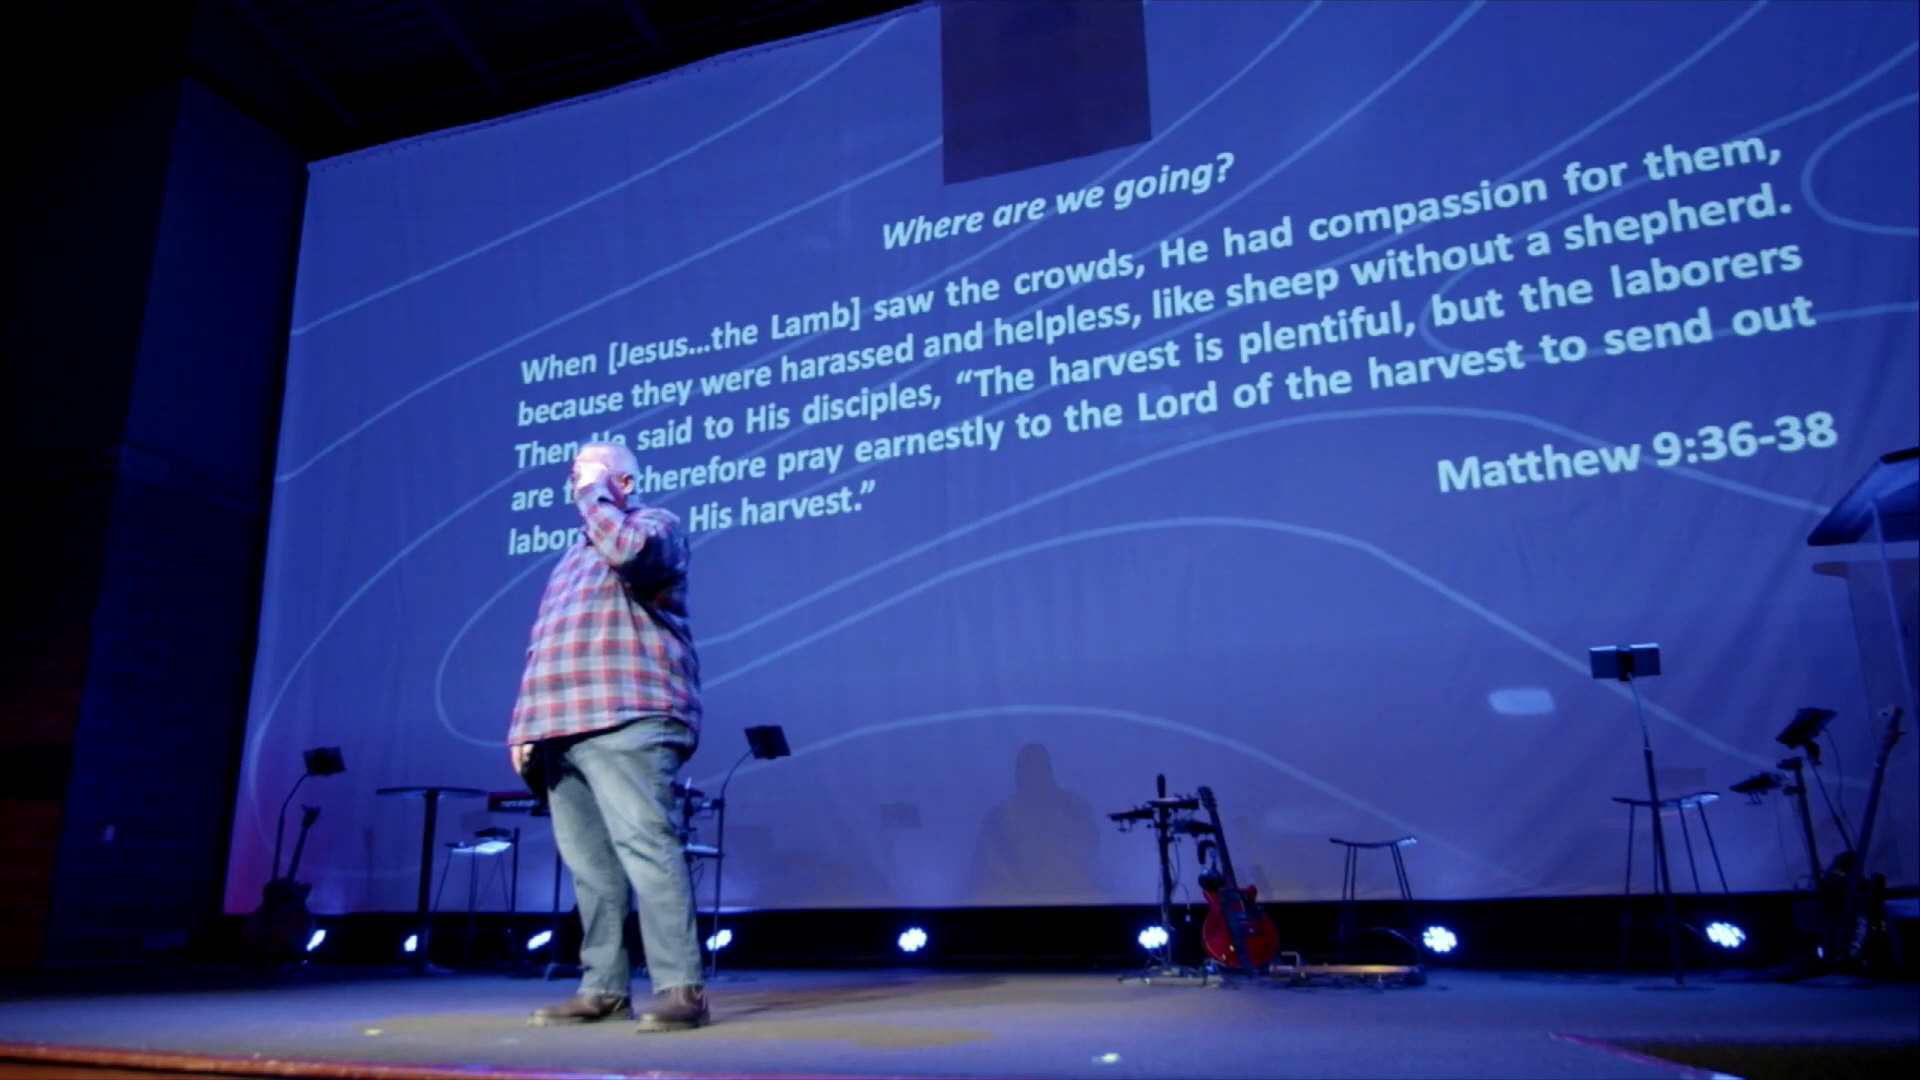 Where are we going?
When [Jesus...the Lamb] saw the crowds, He had compassion for them,
because they were harassed and helpless, like sheep without a shepherd.
Then He said to His disciples, “The harvest is plentiful, but the laborers
are therefore pray earnestly to the Lord of the harvest to send out
His harvest.”
Matthew 9:36-38